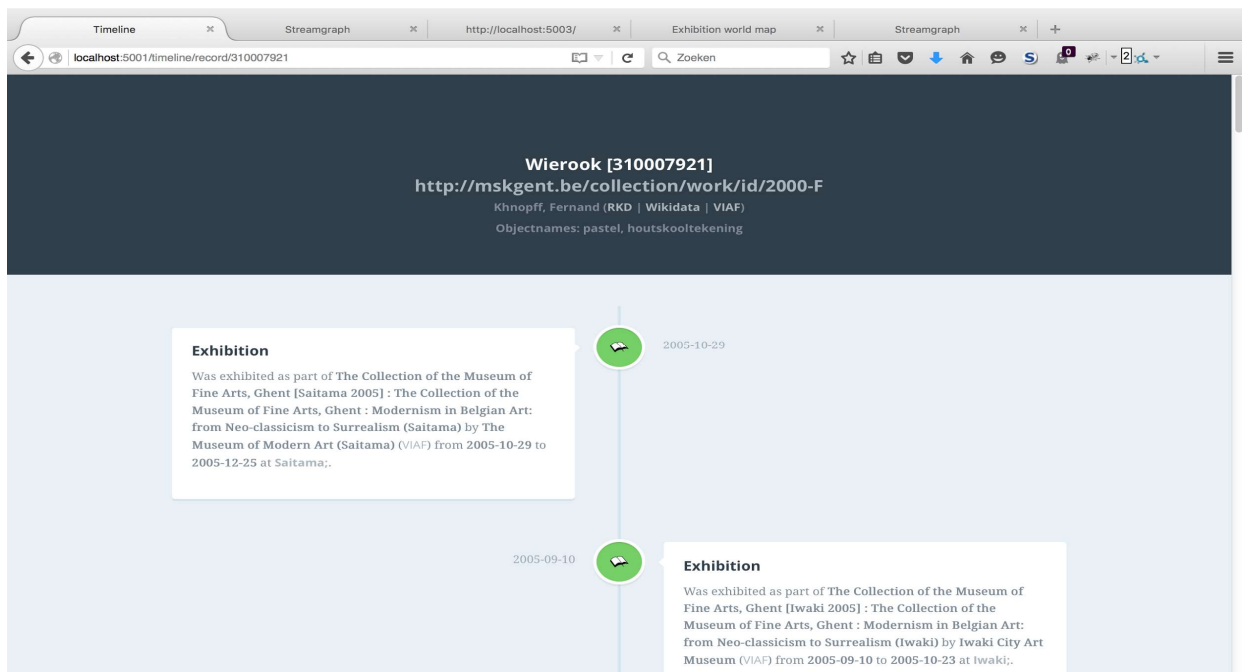 Timeline
Streamgraph
http://localhost:5003/
Exhibition world map
Streamgraph
localhost:5001/timeline/record/310007921
Zoeken
S
0
2
Wierook [310007921]
http://mskgent.be/collection/work/id/2000-F
Khnopff, Fernand (RKD | Wikidata | VIAF)
Objectnames: pastel, houtskooltekening
Exhibition
Was exhibited as part of The Collection of the Museum of
Fine Arts, Ghent [Saitama 2005] : The Collection of the
Museum of Fine Arts, Ghent : Modernism in Belgian Art:
from Neo-classicism to Surrealism (Saitama) by The
Museum of Modern Art (Saitama) (VIAF) from 2005-10-29 to
2005-12-25 at Saitama;.
2005-10-29
2005-09-10
Exhibition
Was exhibited as part of The Collection of the Museum of
Fine Arts, Ghent [Iwaki 2005] : The Collection of the
Museum of Fine Arts, Ghent : Modernism in Belgian Art:
from Neo-classicism to Surrealism (Iwaki) by Iwaki City Art
Museum (VIAF) from 2005-09-10 to 2005-10-23 at Iwaki;.